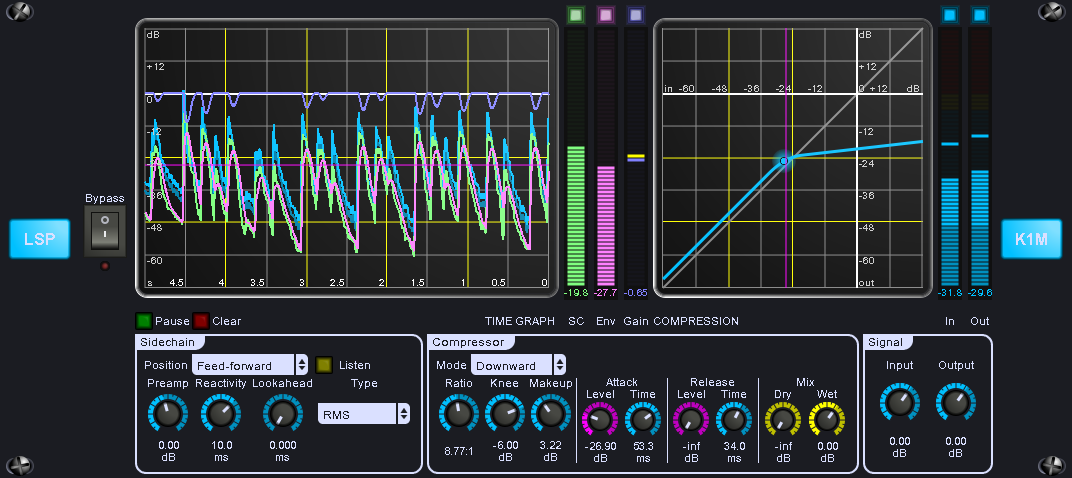 dB
+12
0
-12
-36
-48
-60
s 4.5 4 3.5 3 2.5 2 1.5 1 0.5 0
dB
+12
in -60 -48 -36 -24 -12 0 +12 dB
-12
-24
-36
-48
-60
out
Bypass
LSP
K1M
-19.8 -27.7 -0.65 -31.8 -29.6
Pause Clear TIME GRAPH SC Env Gain COMPRESSION In Out
Sidechain
Position Feed-forward Listen
Preamp Reactivity Lookahead Type
RMS
0.00 10.0 0.000
dB ms ms
Compressor
Mode Downward
Ratio Knee Makeup
8.77:1 -6.00 3.22
dB dB
Attack
Level Time
-26.90 53.3
dB ms
Release
Level Time
-inf 34.0
dB ms
Mix
Dry Wet
-inf 0.00
dB dB
Signal
Input Output
0.00 0.00
dB dB